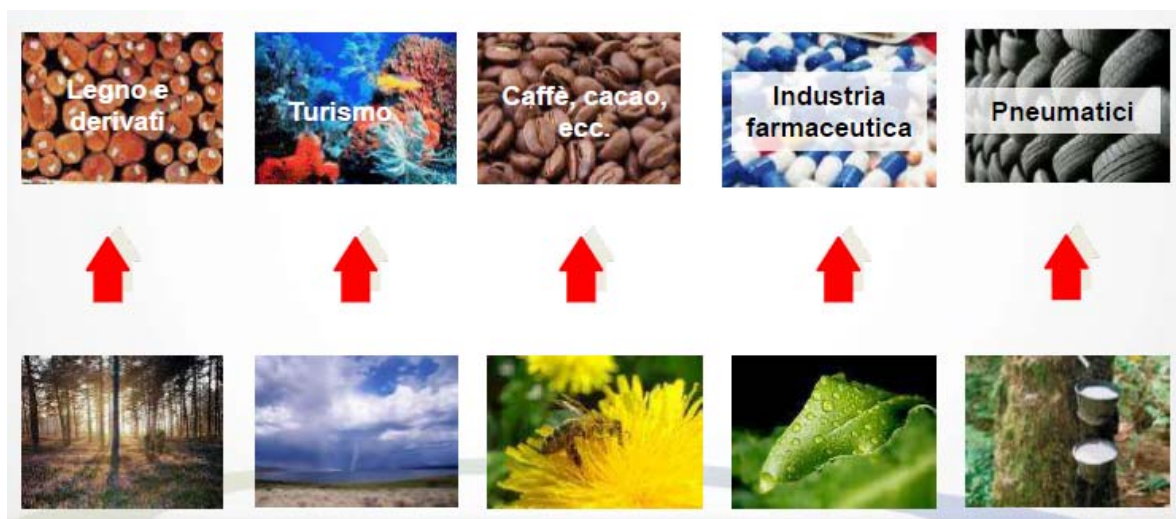 Legno e
derivati
Turismo
Caffè, cacao,
ecc.
Industria
farmaceutica
Pneumatici